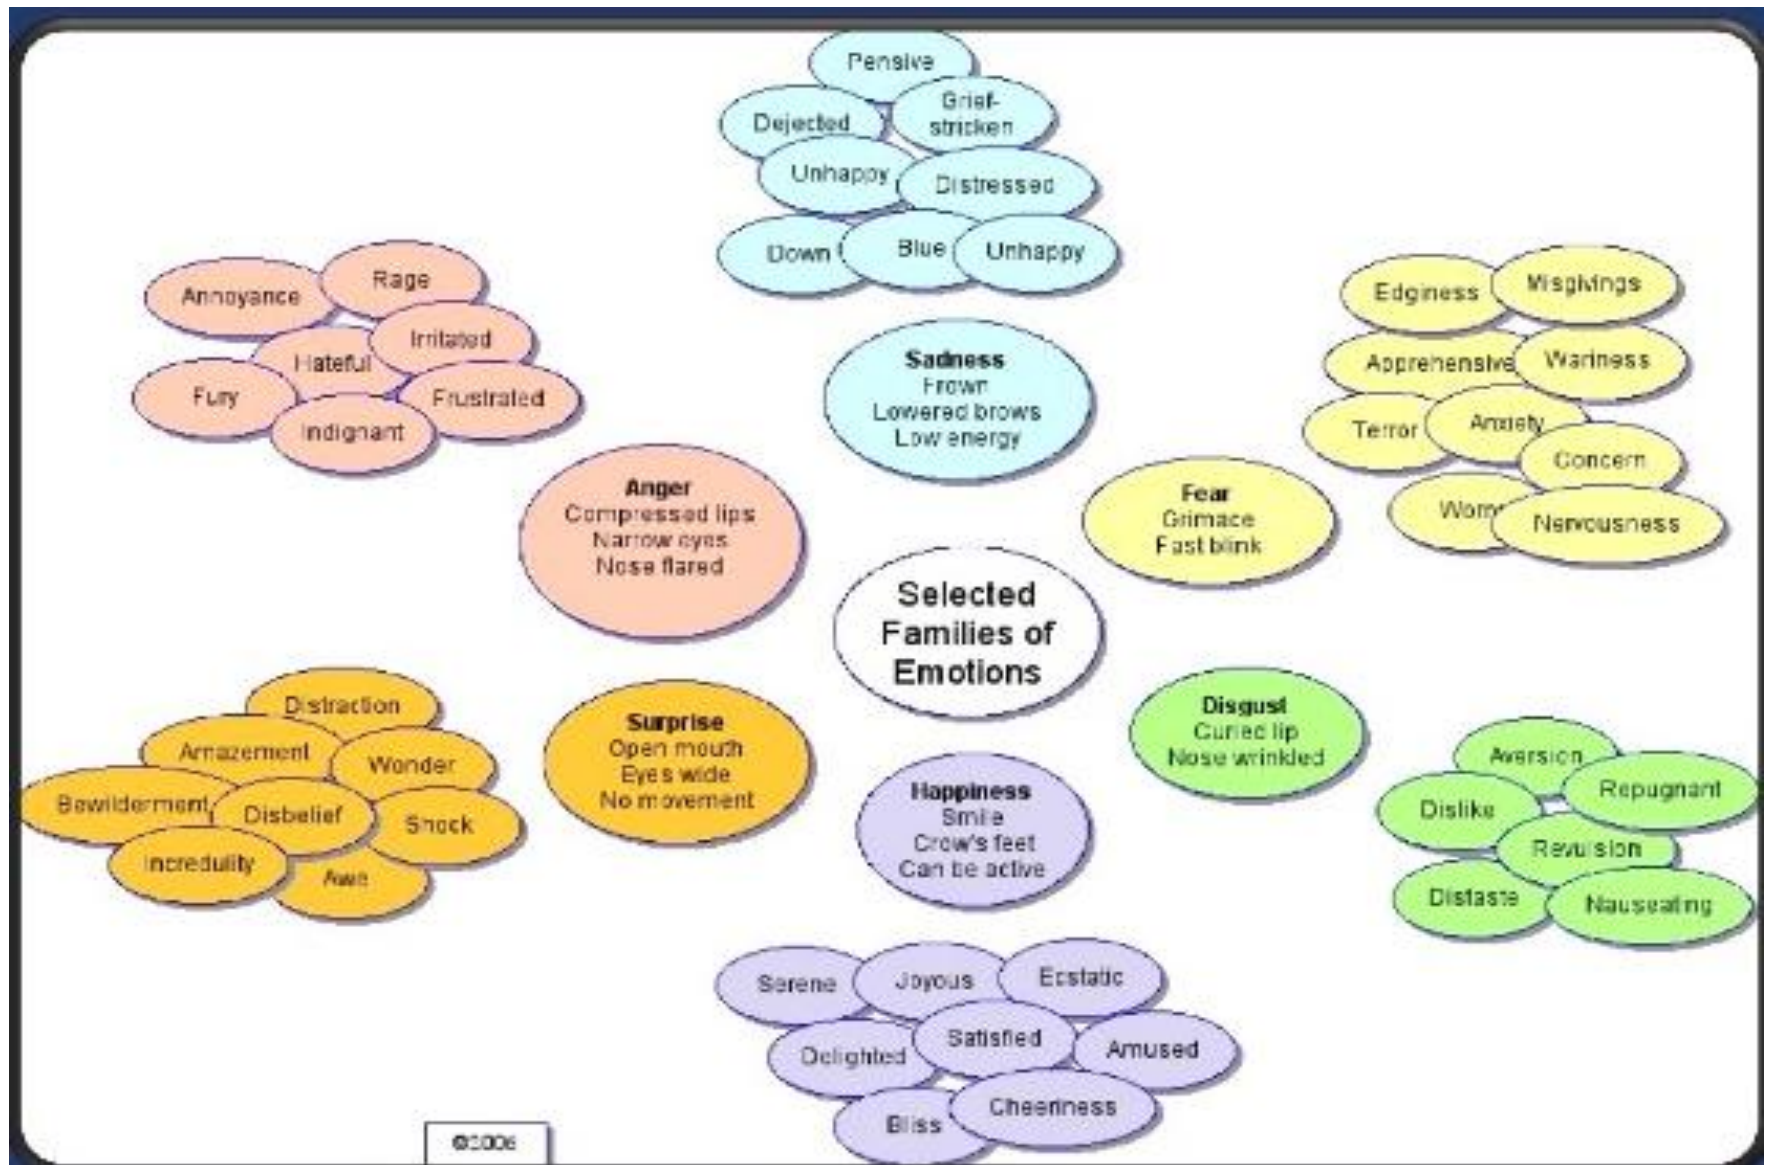 Pensive
Grief-
stricken
Dejected
Unhappy
Distressed
Down
Blue
Unhappy
Sadness
Frown
Lowered brows
Low energy
Annoyance
Rage
Irritated
Hateful
Fury
Frustrated
Indignant
Anger
Compressed lips
Narrow eyes
Nose flared
Edginess
Misgivings
Apprehensive
Wariness
Terror
Anxiety
Concern
Nervousness
Fear
Grimace
Fast blink
Selected
Families of
Emotions
Distraction
Amazement
Wonder
Bewilderment
Disbelief
Shock
Incredulity
Awe
Surprise
Open mouth
Eyes wide
No movement
Disgust
Curled lip
Nose wrinkled
Aversion
Repugnant
Dislike
Revulsion
Distaste
Nauseating
Happiness
Smile
Crow's feet
Can be active
Serene
Joyous
Ecstatic
Delighted
Satisfied
Amused
Bliss
Cheeriness
©2006